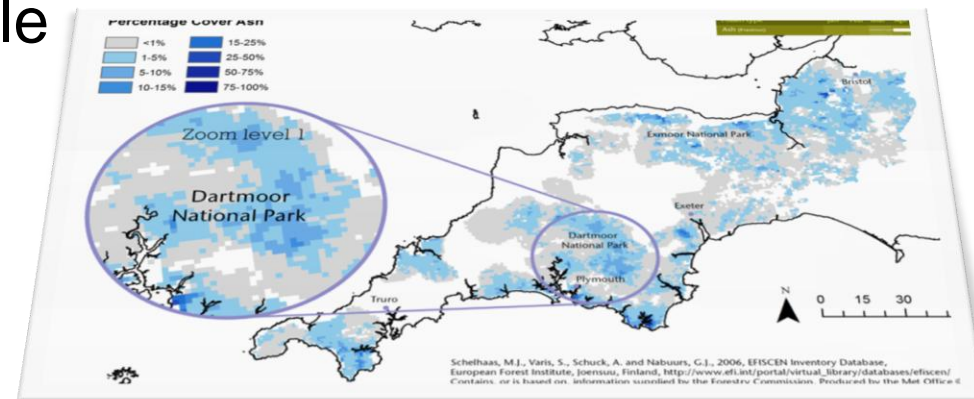 le
Percentage Cover Ash
<1%
15-25%
1-5%
25-50%
5-10%
50-75%
10-15%
75-100%
Zoom level 1
Dartmoor
National Park
Bristol
Exmoor National Park
Exeter
Dartmoor
National Park
Plymouth
Truro
N
0 15 30
Schelhaas, M.J., Varis, S., Schuck, A. and Nabuurs, G.J., 2006, EFISCEN Inventory Database,
European Forest Institute, Joensuu, Finland, http://www.efi.int/portal/virtual_library/databases/efiscen/
Contains, or is based on, information supplied by the Forestry Commission. Produced by the Met Office